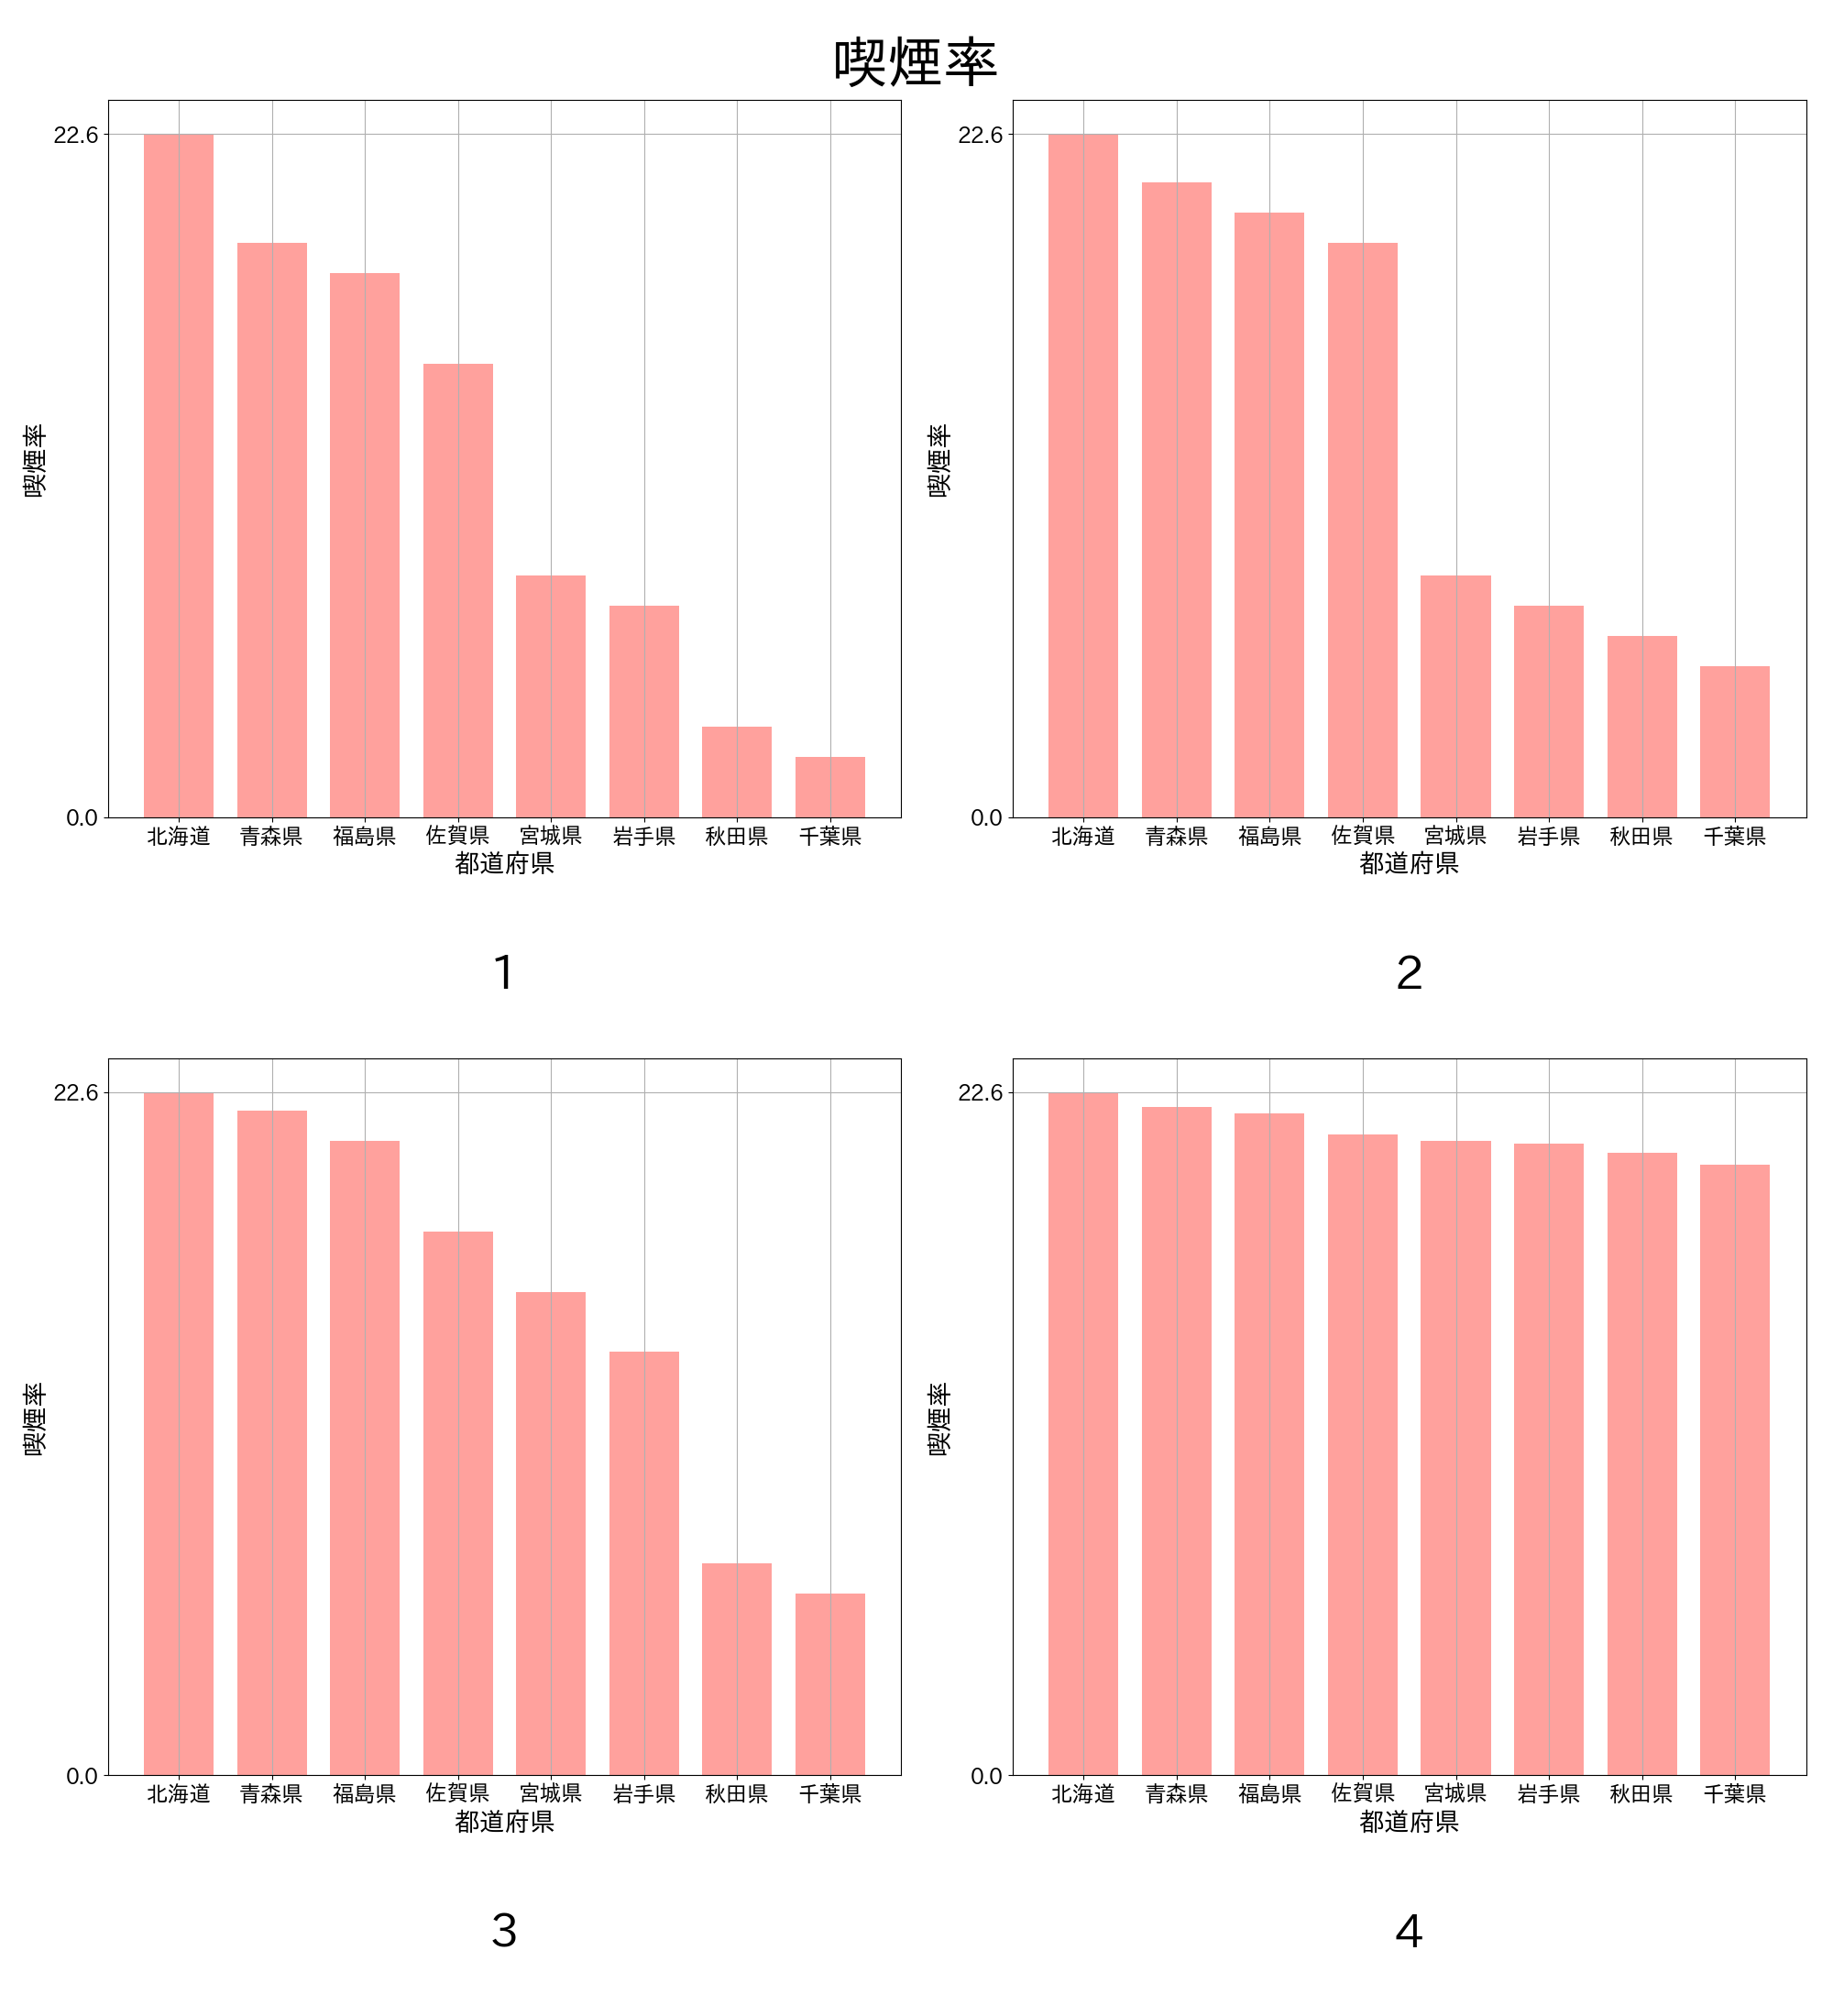 喫煙率
22.6
喫煙率
0.0
北海道 青森県 福島県 佐賀県 宮城県 岩手県 秋田県 千葉県
都道府県
1
22.6
喫煙率
0.0
北海道 青森県 福島県 佐賀県 宮城県 岩手県 秋田県 千葉県
都道府県
2
22.6
喫煙率
0.0
北海道 青森県 福島県 佐賀県 宮城県 岩手県 秋田県 千葉県
都道府県
3
22.6
喫煙率
0.0
北海道 青森県 福島県 佐賀県 宮城県 岩手県 秋田県 千葉県
都道府県
4